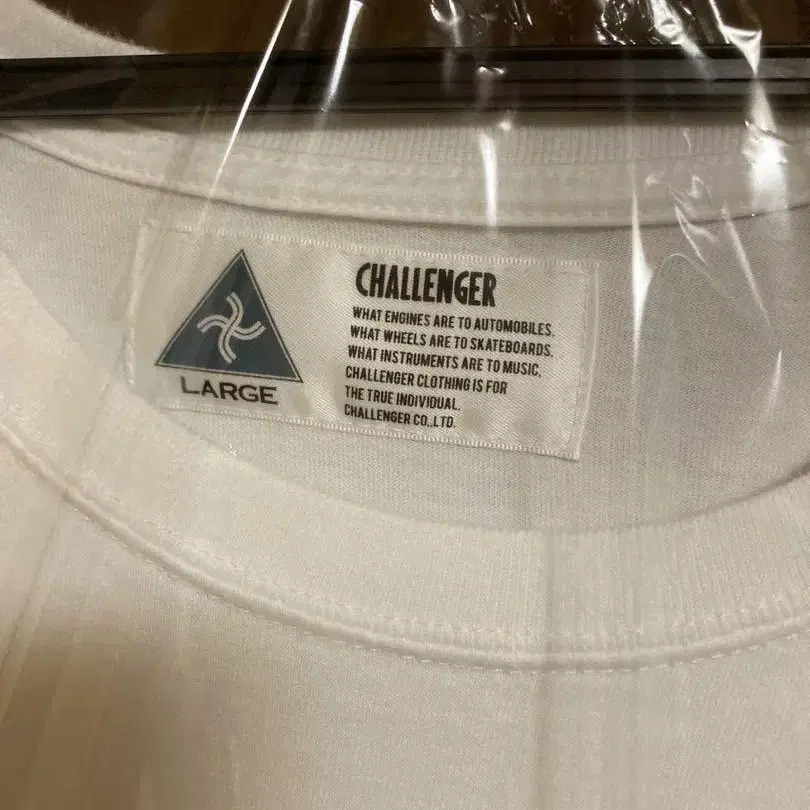 LARGE
CHALLENGER
WHAT ENGINES ARE TO AUTOMOBILES,
WHAT WHEELS ARE TO SKATEBOARDS,
WHAT INSTRUMENTS ARE TO MUSIC,
CHALLENGER CLOTHING IS FOR
THE TRUE INDIVIDUAL.
CHALLENGER CO.,LTD.